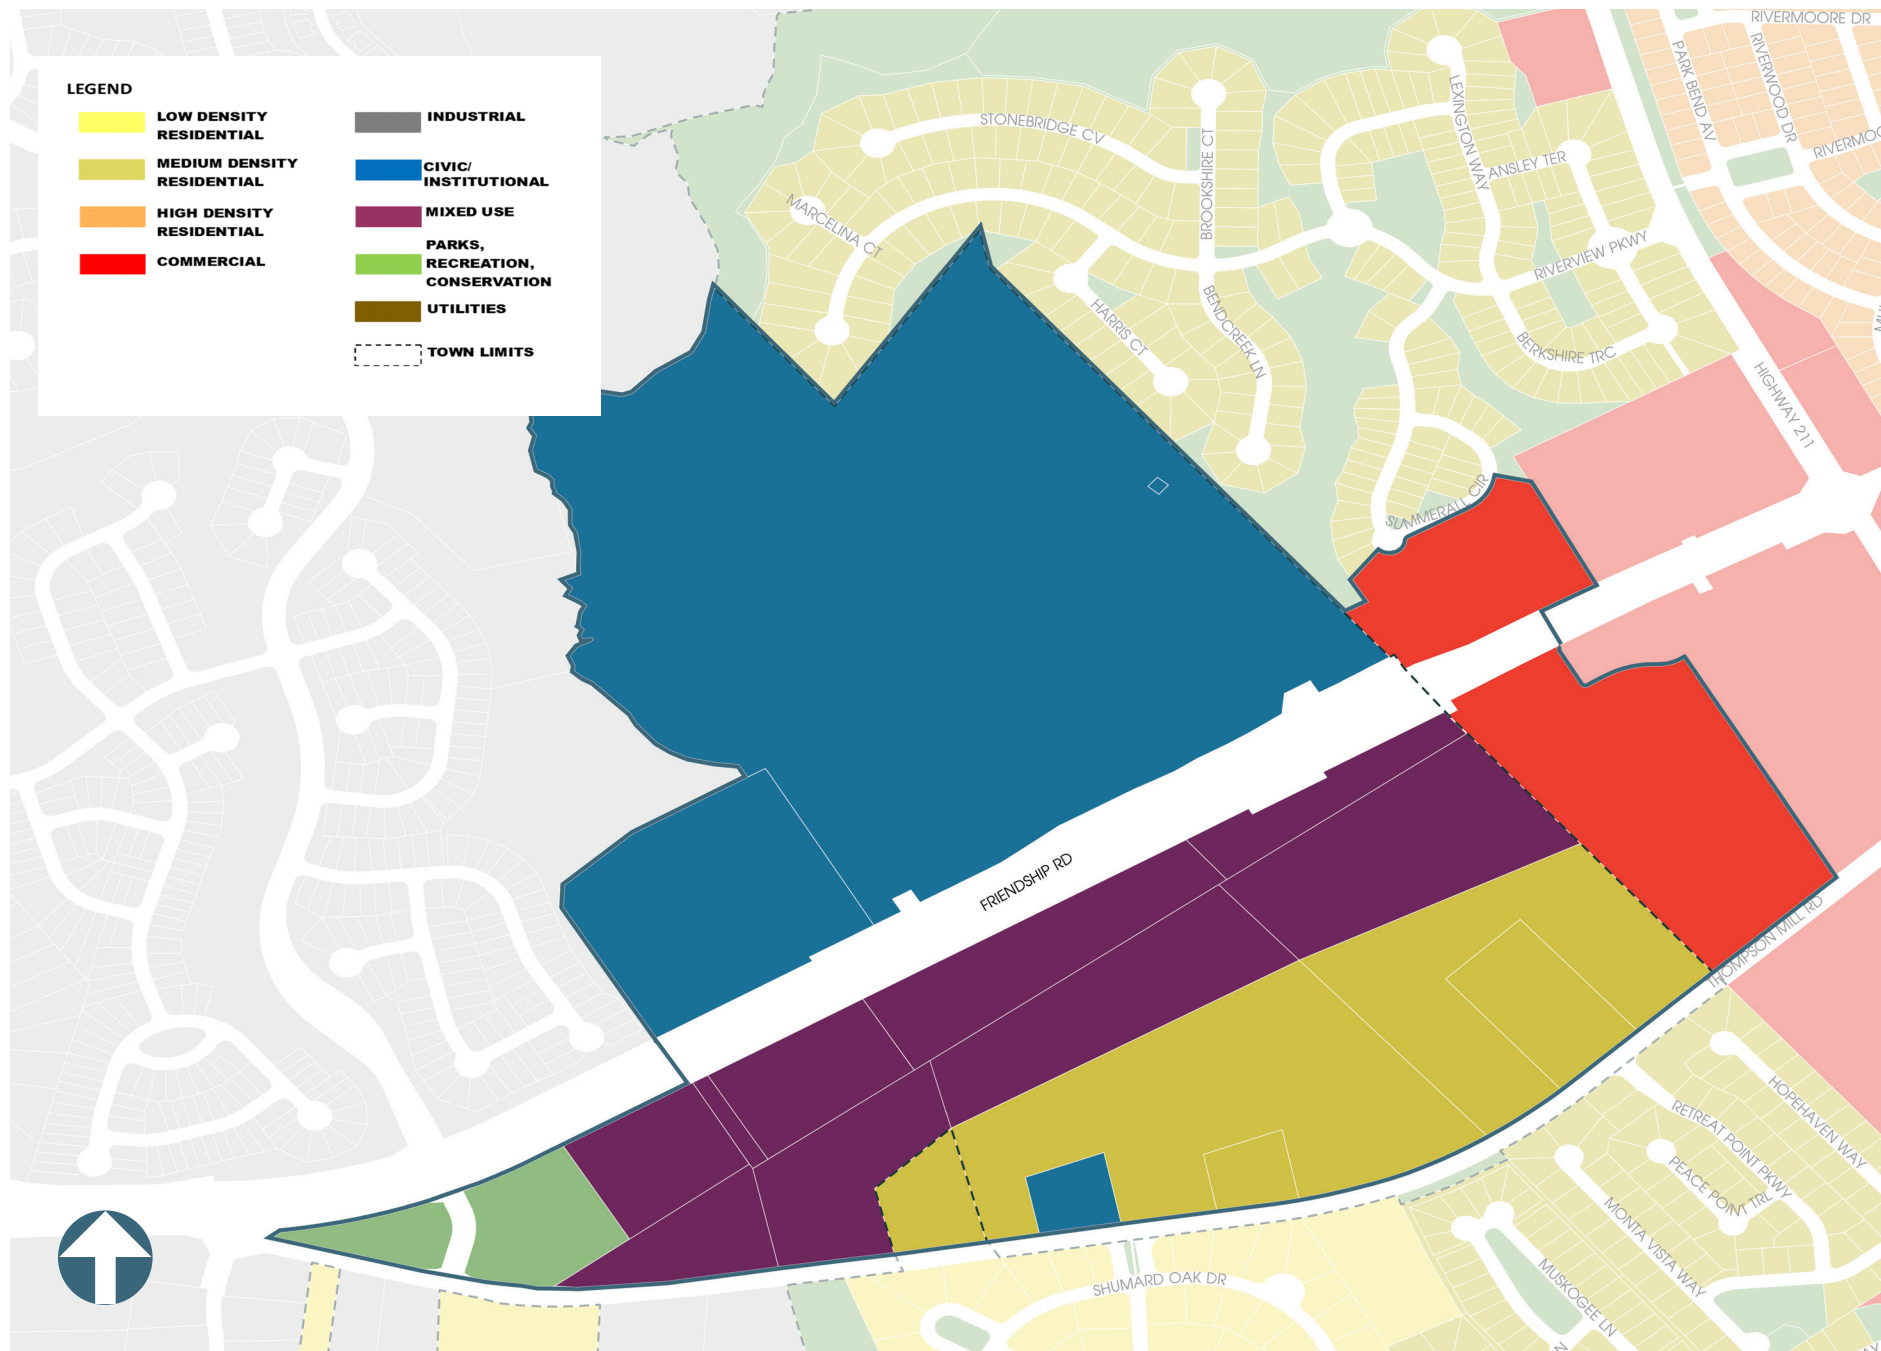 LEGEND
LOW DENSITY
RESIDENTIAL
MEDIUM DENSITY
RESIDENTIAL
HIGH DENSITY
RESIDENTIAL
COMMERCIAL
INDUSTRIAL
CIVIC/
INSTITUTIONAL
MIXED USE
PARKS,
RECREATION,
CONSERVATION
UTILITIES
TOWN LIMITS
RIVERMOORE DR
PARK BEND AV
RIVERWOOD DR
STONEBRIDGE CV
BROOKSHIRE CT
LEXINGTON WAY
ANSLEY TER
MARCELINA CT
RIVERVIEW PKWY
HARRIS CT
BENDCREEK LN
BERKSHIRE TRC
HIGHWAY 211
SUMMERALL CIR
FRIENDSHIP RD
THOMPSON MILL RD
HOPEHAVEN WAY
RETREAT POINT PKWY
PEACE POINT TRL
MONTA VISTA WAY
MUSKOGEE LN
SHUMARD OAK DR